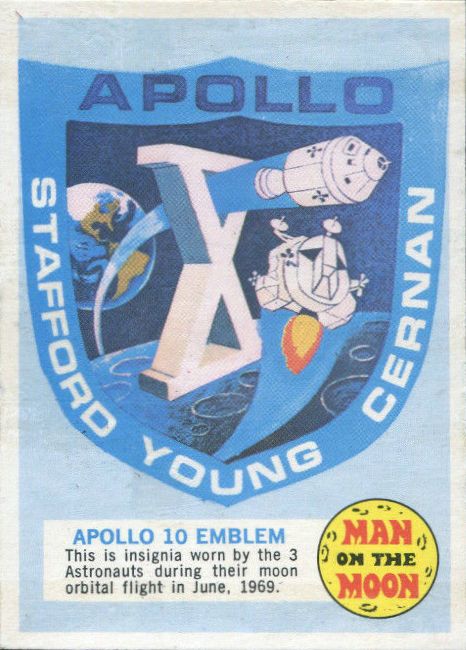 APOLLO
STAFFORD YOUNG CERNAN
APOLLO 10 EMBLEM
This is insignia worn by the 3
Astronauts during their moon
orbital flight in June, 1969.
MAN
ON THE
MOON